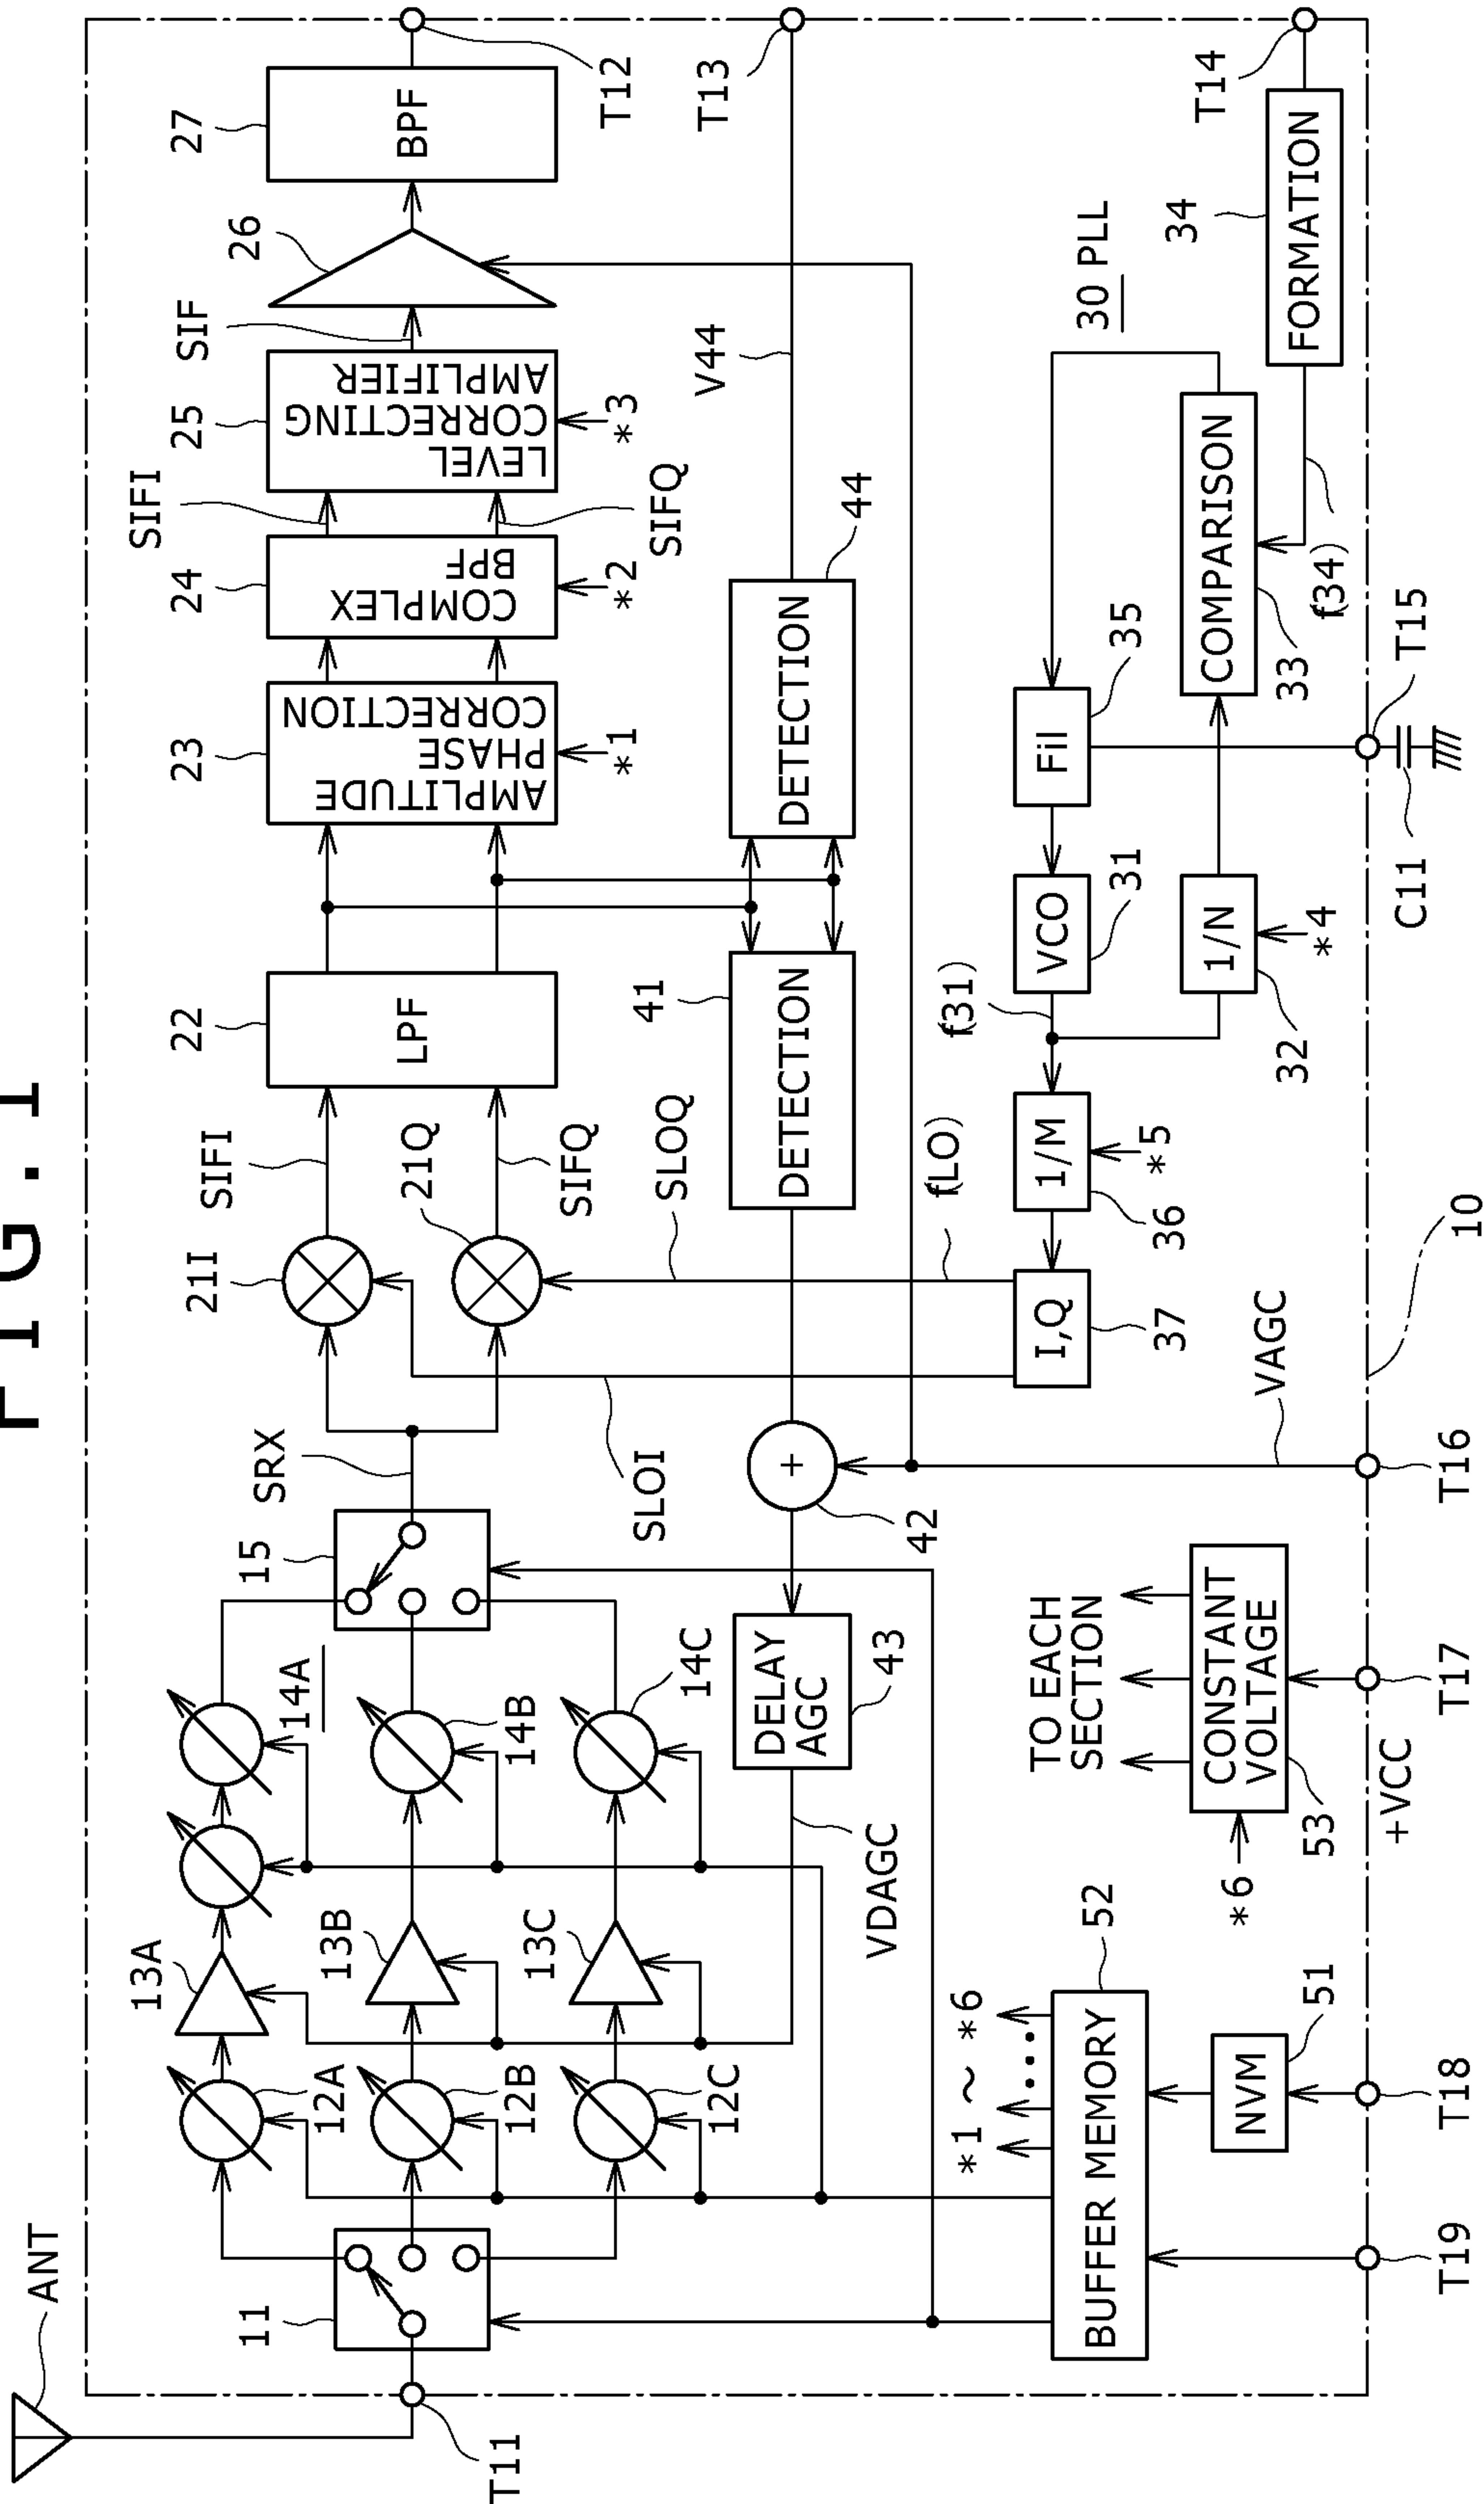 FIG. 1
ANT
T11
11
12A
12B
12C
13A
13B
13C
14A
14B
14C
15
SRX
21I
21Q
SIFI
SIFQ
22
LPF
23
AMPLITUDE
PHASE
CORRECTION
*1
24
COMPLEX
BPF
*2
SIFI
SIFQ
25
LEVEL
CORRECTING
AMPLIFIER
*3
SIF
26
27
BPF
T12
T13
V44
44
DETECTION
41
DETECTION
SLOI
SLOQ
(fLO)
42
+
43
DELAY
AGC
VDAGC
30 PLL
34
FORMATION
T14
(f34)
33
COMPARISON
35
Fil
31
VCO
(f31)
32
1/N
*4
36
1/M
*5
37
I,Q
T15
C11
10
VAGC
T16
TO EACH
SECTION
CONSTANT
VOLTAGE
53
*6
T17
+VCC
52
BUFFER MEMORY
*1 ~ *6
51
NVM
T18
T19